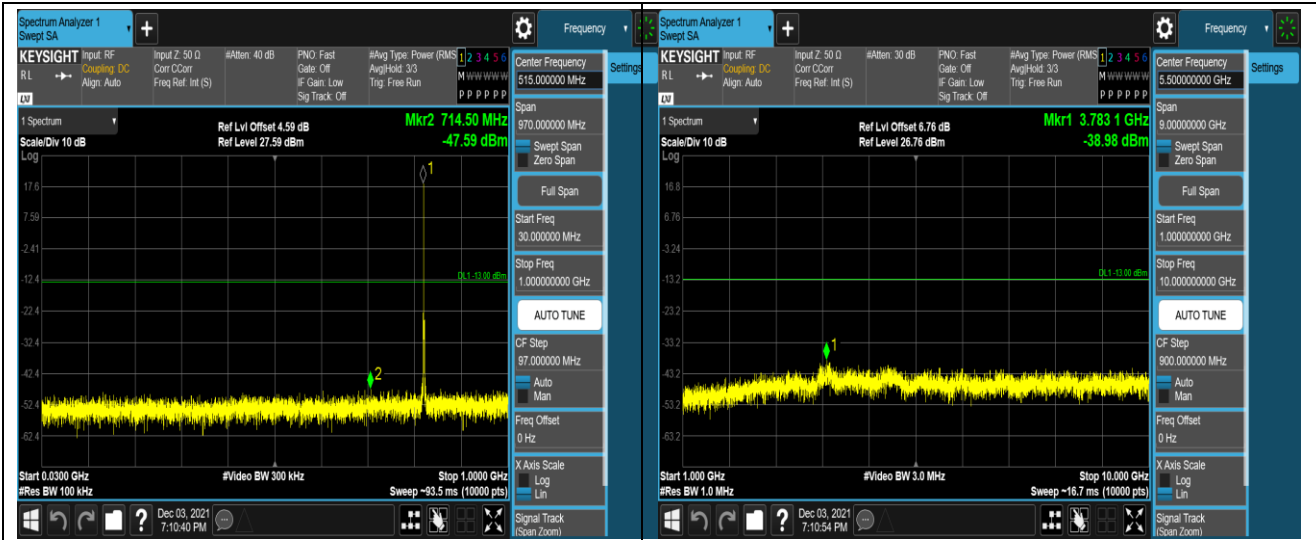 Spectrum Analyzer 1
Swept SA
+
Frequency
KEYSIGHT
RL
LXI
Input: RF
Coupling: DC
Align: Auto
Input Z: 50 Ω
Corr CCorr
Freq Ref: Int (S)
#Atten: 40 dB
PNO: Fast
Gate: Off
IF Gain: Low
Sig Track: Off
#Avg Type: Power (RMS
Avg|Hold: 3/3
Trig: Free Run
1 2 3 4 5 6
M W W W W W
P P P P P P
1 Spectrum
Scale/Div 10 dB
Log
Ref Lvl Offset 4.59 dB
Ref Level 27.59 dBm
Mkr2 714.50 MHz
-47.59 dBm
1
17.6
7.59
-2.41
DL1 -13.00 dBm
-12.4
-22.4
-32.4
-42.4
2
-52.4
-62.4
Start 0.0300 GHz
#Res BW 100 kHz
#Video BW 300 kHz
Stop 1.0000 GHz
Sweep ~93.5 ms (10000 pts)
Center Frequency
515.000000 MHz
Settings
Span
970.000000 MHz
Swept Span
Zero Span
Full Span
Start Freq
30.000000 MHz
Stop Freq
1.000000000 GHz
AUTO TUNE
CF Step
97.000000 MHz
Auto
Man
Freq Offset
0 Hz
X Axis Scale
Log
Lin
Signal Track
(Span Zoom)
?
Dec 03, 2021
7:10:40 PM
Spectrum Analyzer 1
Swept SA
+
Frequency
KEYSIGHT
RL
LXI
Input: RF
Coupling: DC
Align: Auto
Input Z: 50 Ω
Corr CCorr
Freq Ref: Int (S)
#Atten: 30 dB
PNO: Fast
Gate: Off
IF Gain: Low
Sig Track: Off
#Avg Type: Power (RMS
Avg|Hold: 3/3
Trig: Free Run
1 2 3 4 5 6
M W W W W W
P P P P P P
1 Spectrum
Scale/Div 10 dB
Log
Ref Lvl Offset 6.76 dB
Ref Level 26.76 dBm
Mkr1 3.783 1 GHz
-38.98 dBm
16.8
6.76
-3.24
DL1 -13.00 dBm
-13.2
-23.2
-33.2
1
-43.2
-53.2
-63.2
Start 1.000 GHz
#Res BW 1.0 MHz
#Video BW 3.0 MHz
Stop 10.000 GHz
Sweep ~16.7 ms (10000 pts)
Center Frequency
5.500000000 GHz
Settings
Span
9.00000000 GHz
Swept Span
Zero Span
Full Span
Start Freq
1.000000000 GHz
Stop Freq
10.000000000 GHz
AUTO TUNE
CF Step
900.000000 MHz
Auto
Man
Freq Offset
0 Hz
X Axis Scale
Log
Lin
Signal Track
(Span Zoom)
?
Dec 03, 2021
7:10:54 PM